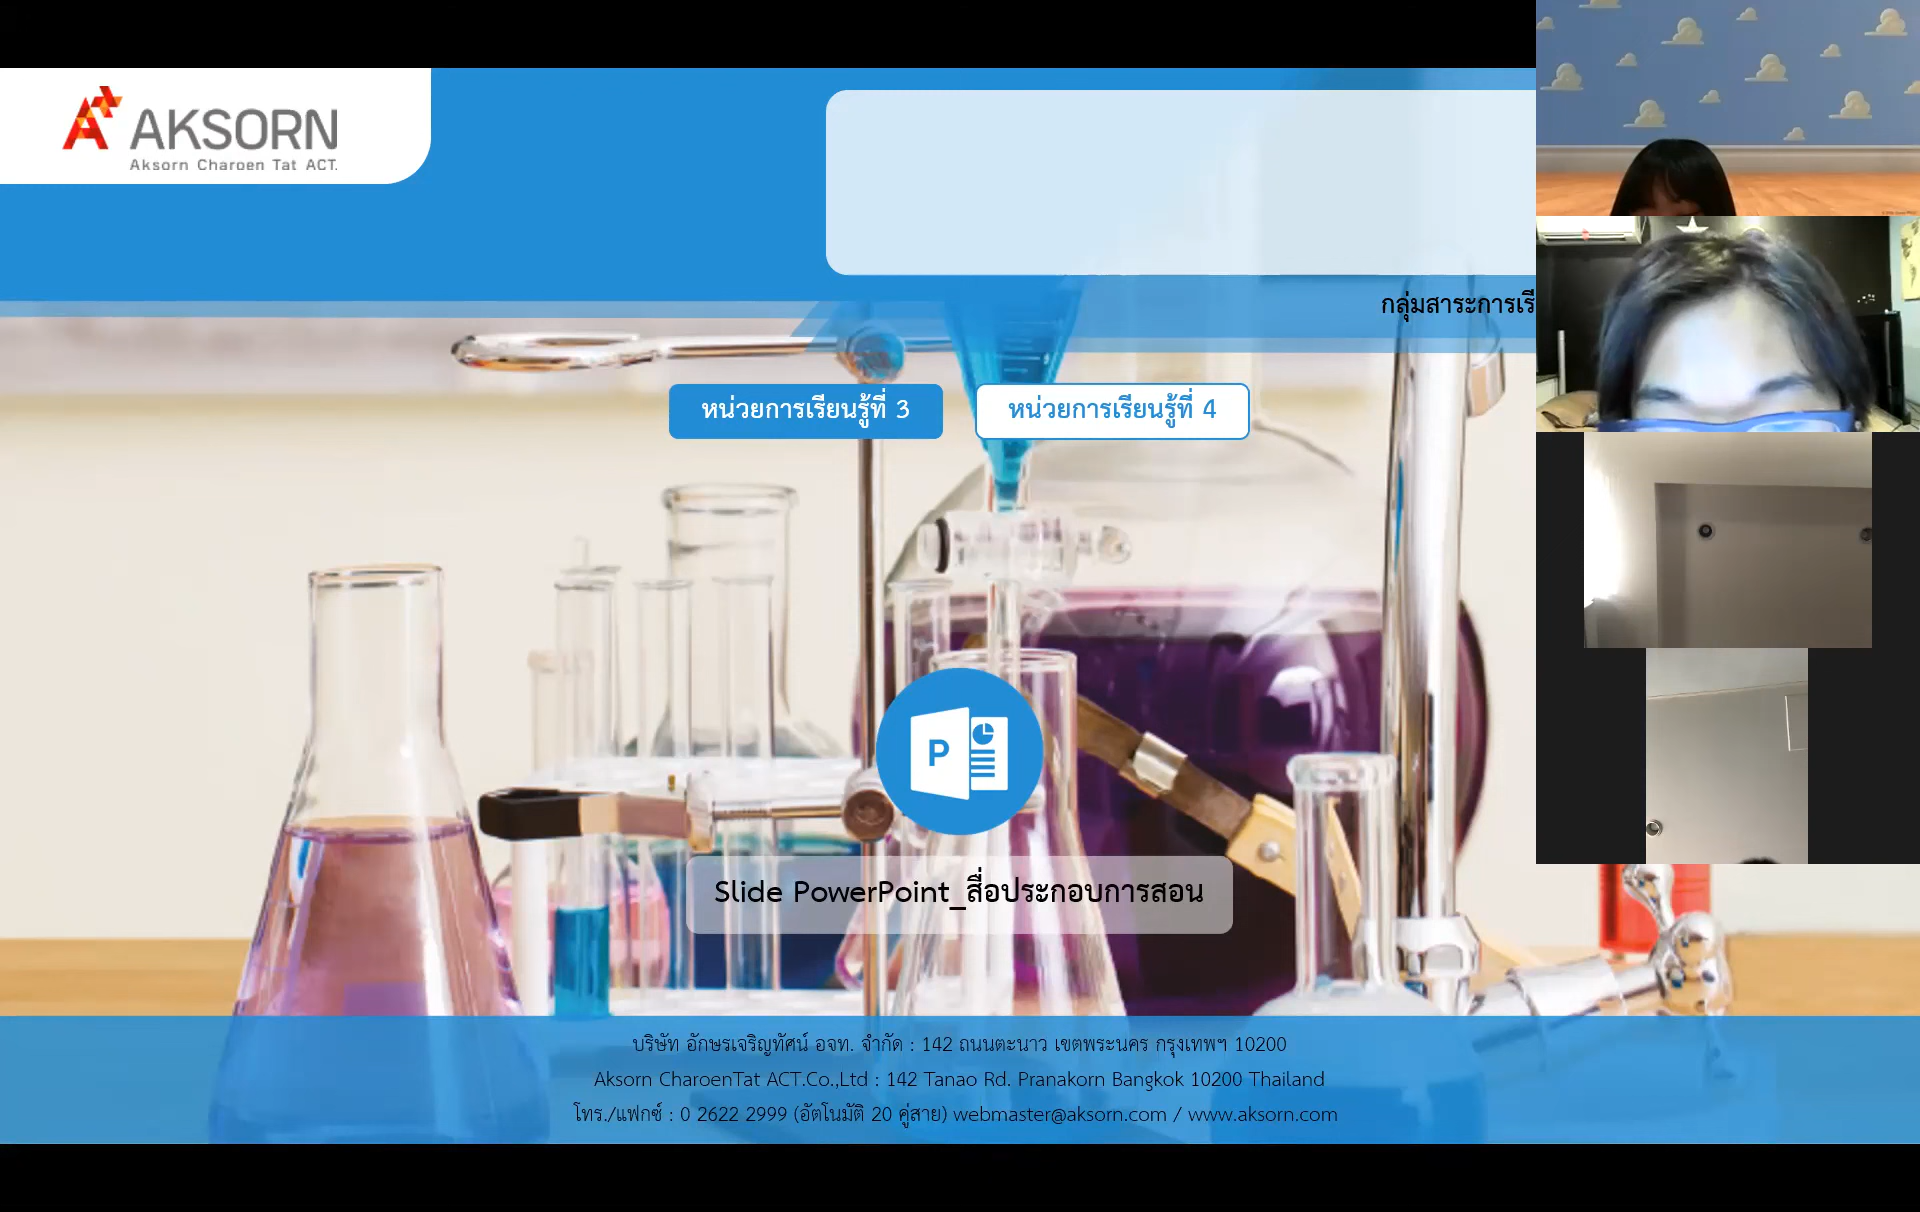 AKSORN
Aksorn Charoen Tat ACT.
กลุ่มสาระการเรี
หน่วยการเรียนรู้ที่ 3
หน่วยการเรียนรู้ที่ 4
P
Slide PowerPoint_สื่อประกอบการสอน
บริษัท อักษรเจริญทัศน์ อจท. จำกัด : 142 ถนนตะนาว เขตพระนคร กรุงเทพฯ 10200
Aksorn CharoenTat ACT.Co.,Ltd : 142 Tanao Rd. Pranakorn Bangkok 10200 Thailand
โทร./แฟกซ์ : 0 2622 2999 (อัตโนมัติ 20 คู่สาย) webmaster@aksorn.com / www.aksorn.com